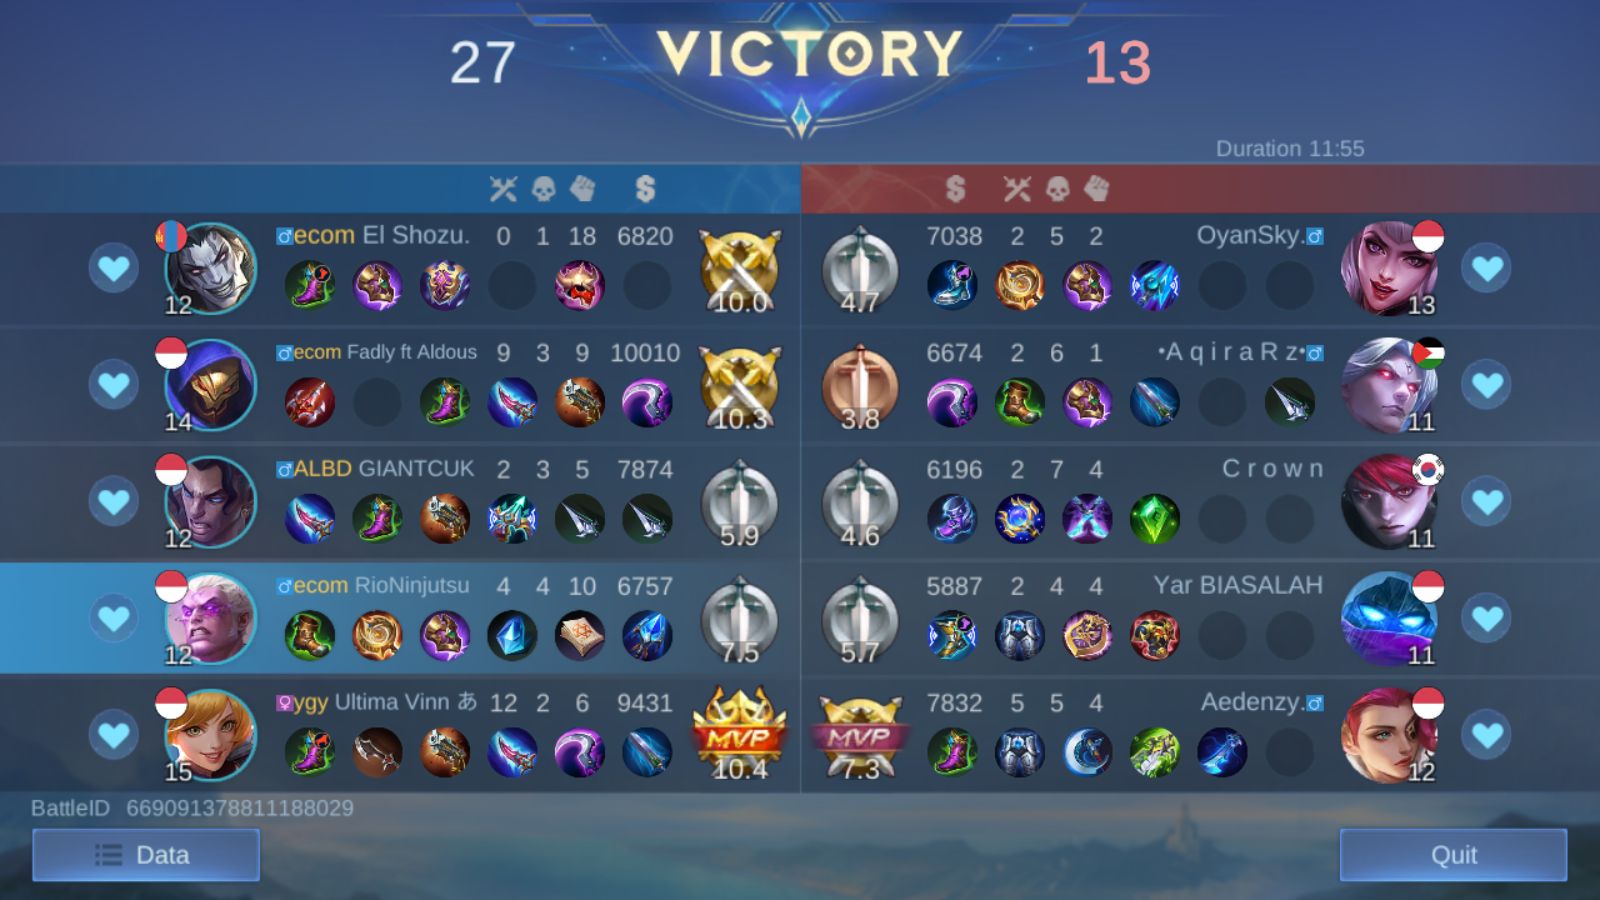 27 VICTORY 13
Duration 11:55
ecom El Shozu. 0 1 18 6820
12 10.0
4.7 7038 2 5 2 OyanSky.
13
ecom Fadly ft Aldous 9 3 9 10010
14 10.3
3.8 6674 2 6 1 •A q i r a R z•
11
ALBD GIANTCUK 2 3 5 7874
12 5.9
4.6 6196 2 7 4 C r o w n
11
ecom RioNinjutsu 4 4 10 6757
12 7.5
5.7 5887 2 4 4 Yar BIASALAH
11
ygy Ultima Vinn あ 12 2 6 9431
15 MVP 10.4
MVP 7.3 7832 5 5 4 Aedenzy.
12
BattleID 669091378811188029
Data
Quit